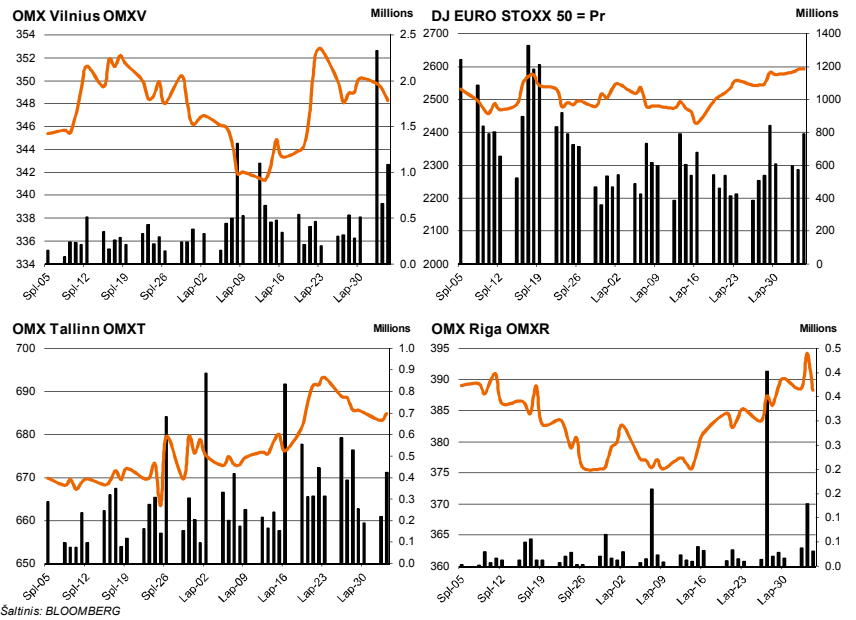 OMX Vilnius OMXV
Millions
354
352
350
348
346
344
342
340
338
336
334
2.5
2.0
1.5
1.0
0.5
0.0
Spl-05
Spl-12
Spl-19
Spl-26
Lap-02
Lap-09
Lap-16
Lap-23
Lap-30
DJ EURO STOXX 50 = Pr
Millions
2700
2600
2500
2400
2300
2200
2100
2000
1400
1200
1000
800
600
400
200
0
Spl-05
Spl-12
Spl-19
Spl-26
Lap-02
Lap-09
Lap-16
Lap-23
Lap-30
OMX Tallinn OMXT
Millions
700
690
680
670
660
650
1.0
0.9
0.8
0.7
0.6
0.5
0.4
0.3
0.2
0.1
0.0
Spl-05
Spl-12
Spl-19
Spl-26
Lap-02
Lap-09
Lap-16
Lap-23
Lap-30
OMX Riga OMXR
Millions
395
390
385
380
375
370
365
360
0.5
0.4
0.4
0.3
0.3
0.2
0.2
0.1
0.1
0.0
Spl-05
Spl-12
Spl-19
Spl-26
Lap-02
Lap-09
Lap-16
Lap-23
Lap-30
Šaltinis: BLOOMBERG